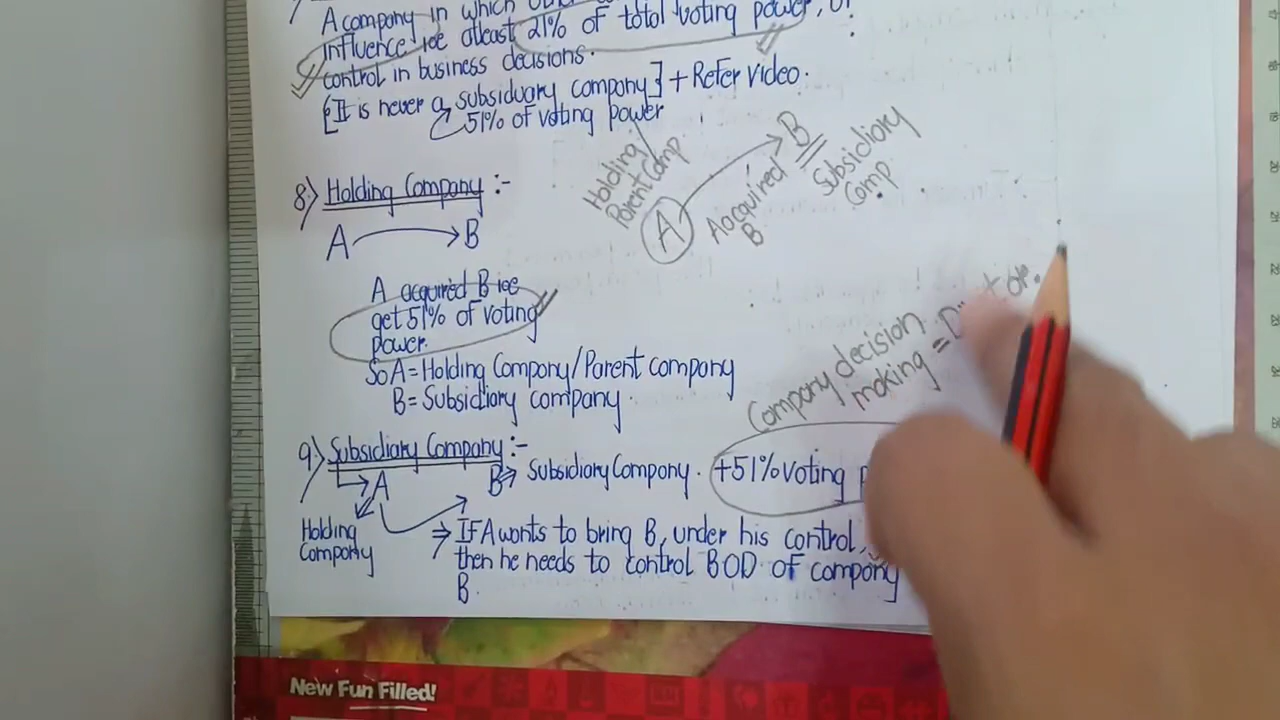 A company in which
influence ice atleast 21% of total voting power, or
control in business decisions.
[It is never a subsiduary company] + Refer video.
51% of voting power
8.) Holding Company :-
A B
A acquired B ice
get 51% of voting
power.
So A = Holding Company/Parent company
B = Subsidiary company.
Holding
Parent Comp
A
A acquired
B
B
Subsidiary
Comp
Company decision
making =
9.) Subsidiary Company :-
A B Subsidiary Company. +51% voting
Holding
Company
⇒ If A wants to bring B, under his control,
then he needs to control BOD of company
B.
New Fun Filled!